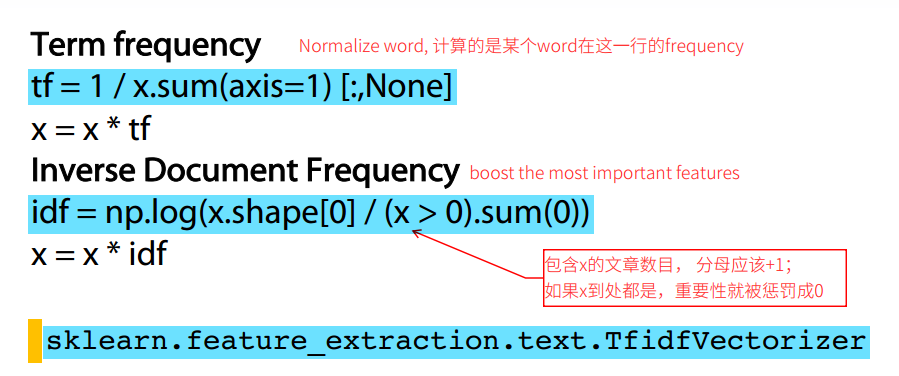 Term frequency
Normalize word, 计算的是某个word在这一行的frequency
tf = 1 / x.sum(axis=1) [:,None]
x = x * tf
Inverse Document Frequency
boost the most important features
idf = np.log(x.shape[0] / (x > 0).sum(0))
x = x * idf
包含x的文章数目， 分母应该+1；
如果x到处都是，重要性就被惩罚成0
sklearn.feature_extraction.text.TfidfVectorizer